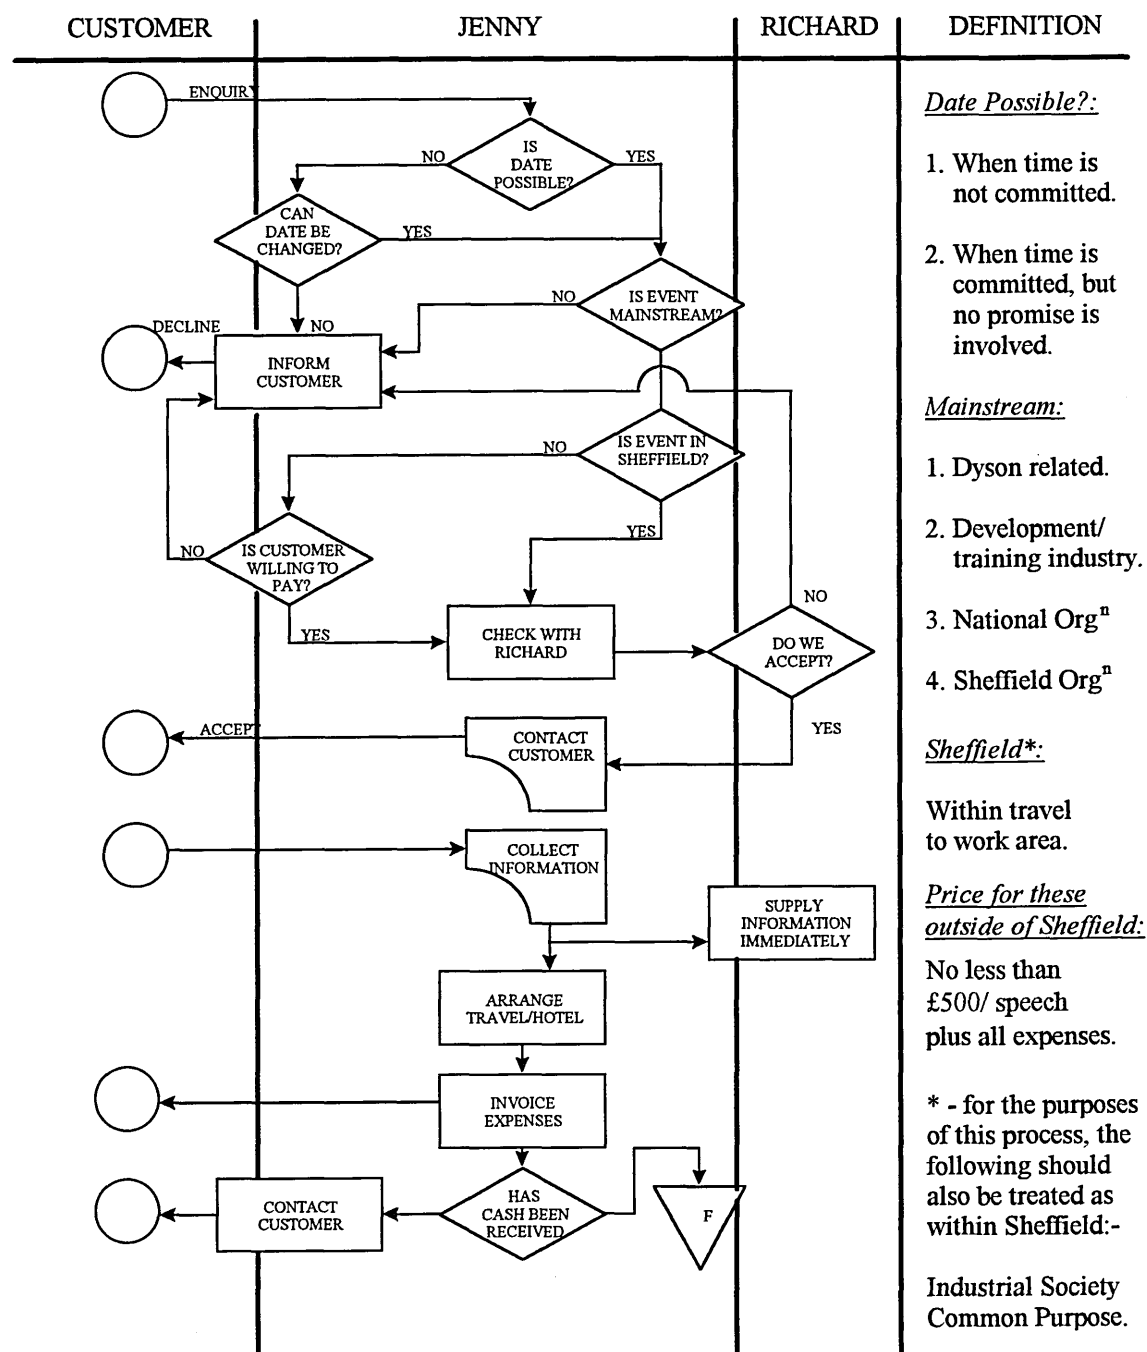 CUSTOMER
JENNY
RICHARD
DEFINITION
ENQUIRY
IS
DATE
POSSIBLE?
NO
YES
CAN
DATE BE
CHANGED?
YES
NO
IS EVENT
MAINSTREAM?
NO
DECLINE
INFORM
CUSTOMER
IS EVENT IN
SHEFFIELD?
NO
YES
IS CUSTOMER
WILLING TO
PAY?
NO
YES
CHECK WITH
RICHARD
DO WE
ACCEPT?
NO
YES
CONTACT
CUSTOMER
ACCEPT
COLLECT
INFORMATION
SUPPLY
INFORMATION
IMMEDIATELY
ARRANGE
TRAVEL/HOTEL
INVOICE
EXPENSES
HAS
CASH BEEN
RECEIVED
CONTACT
CUSTOMER
F
Date Possible?:
1. When time is
not committed.
2. When time is
committed, but
no promise is
involved.
Mainstream:
1. Dyson related.
2. Development/
training industry.
3. National Orgⁿ
4. Sheffield Orgⁿ
Sheffield*:
Within travel
to work area.
Price for these
outside of Sheffield:
No less than
£500/ speech
plus all expenses.
* - for the purposes
of this process, the
following should
also be treated as
within Sheffield:-
Industrial Society
Common Purpose.